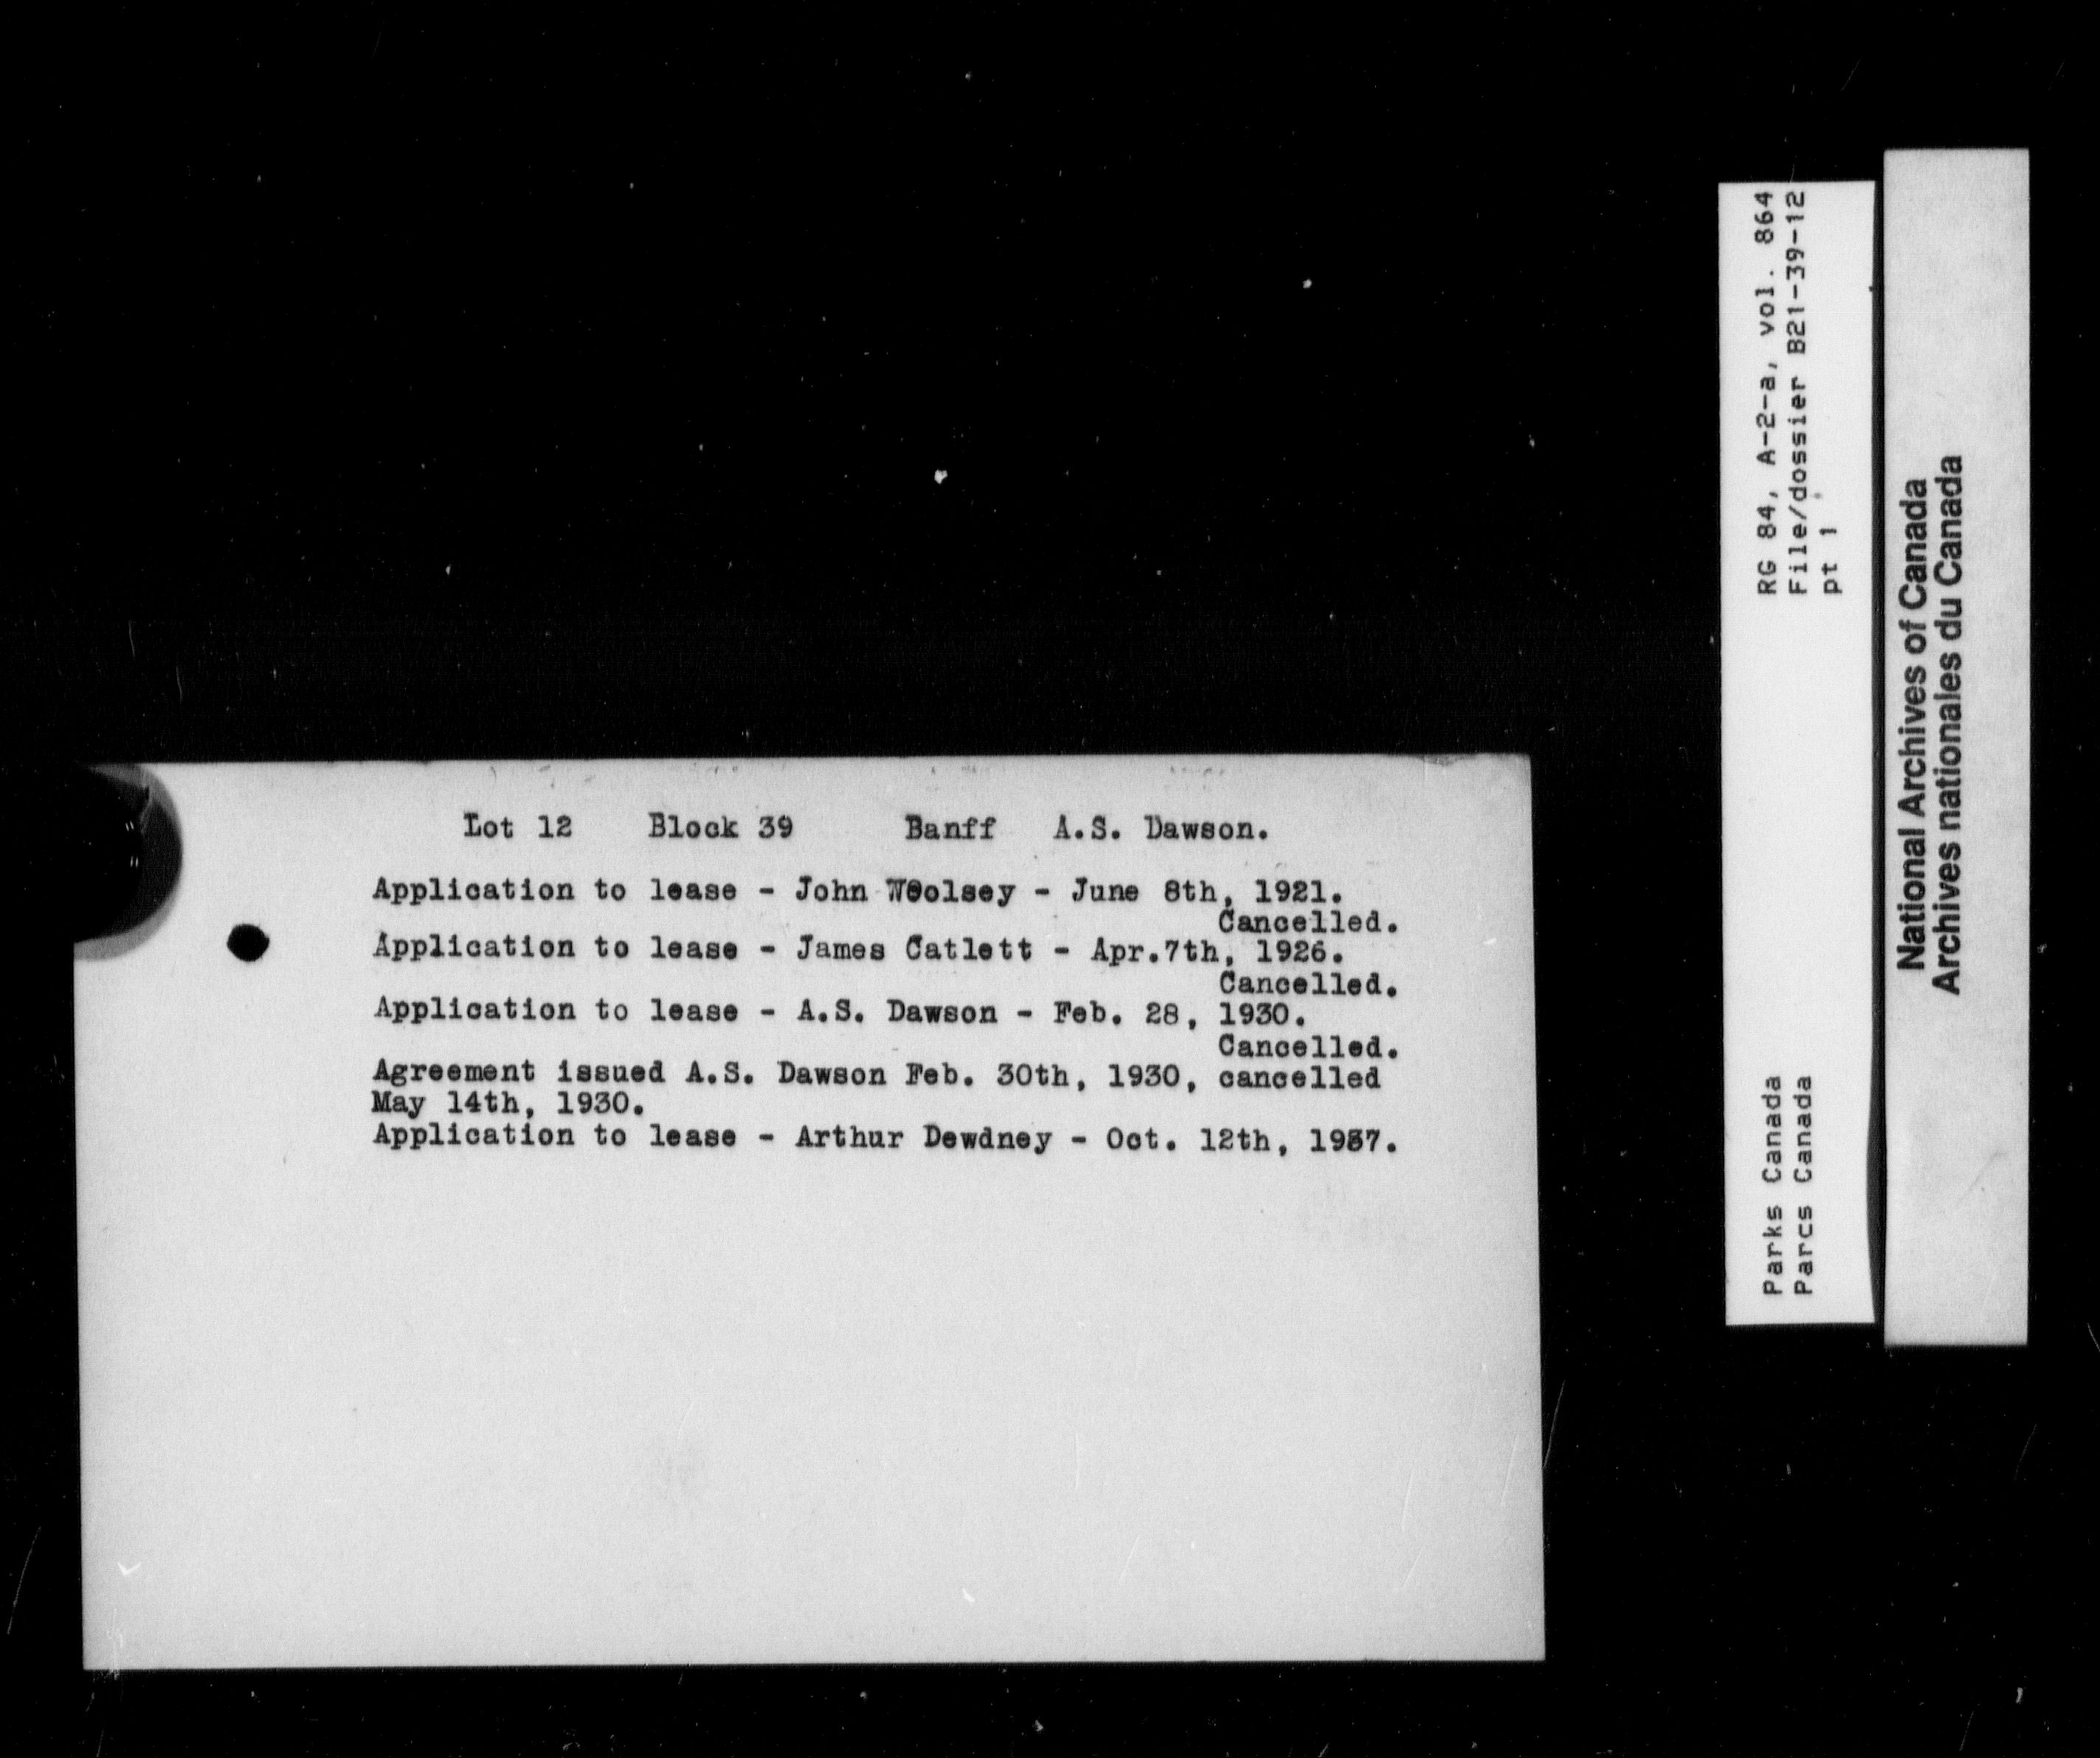 Lot 12 Block 39 Banff A.S. Dawson.
Application to lease - John Woolsey - June 8th, 1921.
Cancelled.
Application to lease - James Catlett - Apr.7th, 1926.
Cancelled.
Application to lease - A.S. Dawson - Feb. 28, 1930.
Cancelled.
Agreement issued A.S. Dawson Feb. 30th, 1930, cancelled
May 14th, 1930.
Application to lease - Arthur Dewdney - Oct. 12th, 1937.
RG 84, A-2-a, vol. 864
File/dossier B21-39-12
pt 1
Parks Canada
Parcs Canada
National Archives of Canada
Archives nationales du Canada